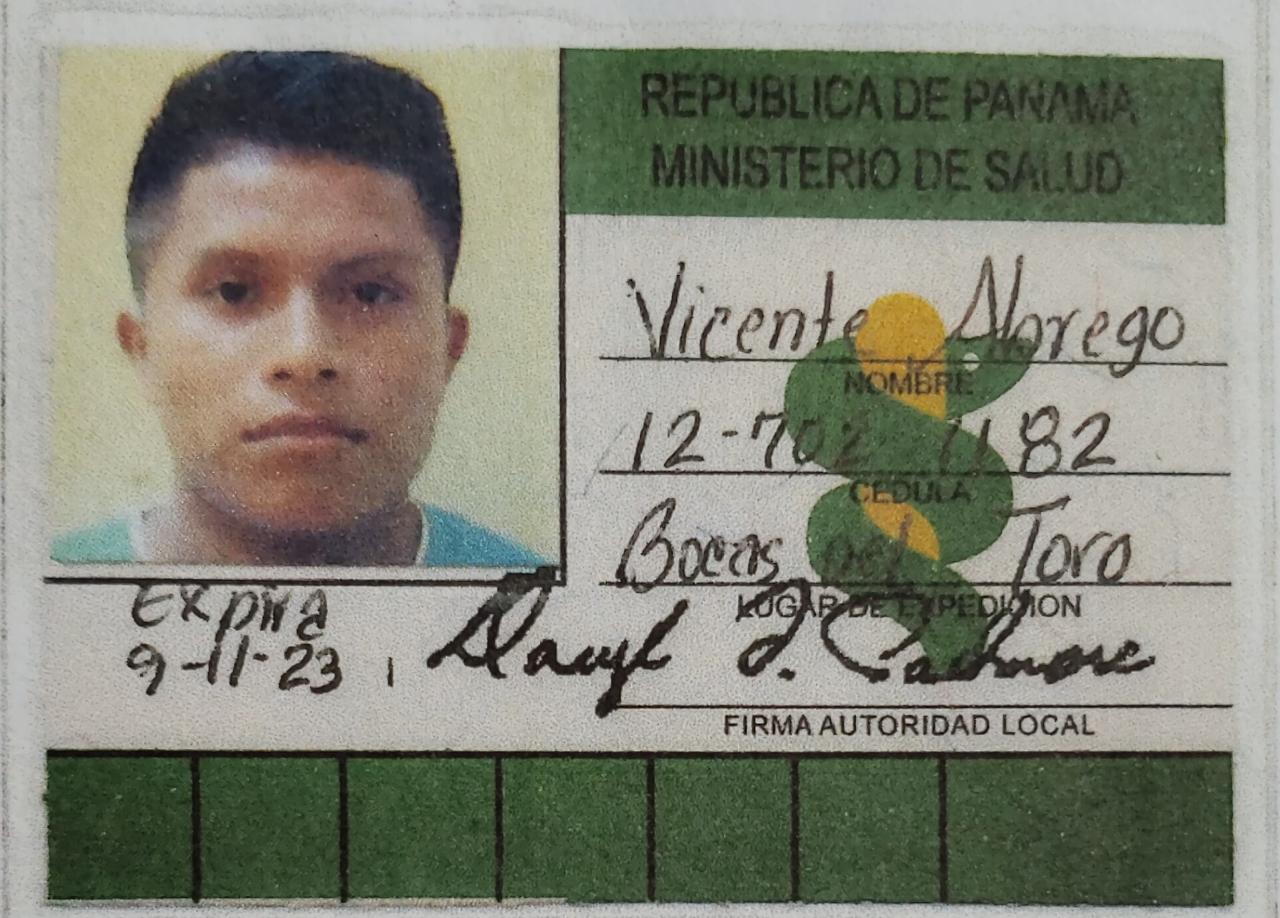 REPUBLICA DE PANAMA
MINISTERIO DE SALUD
Vicente Abrego
NOMBRE
12-702 1182
CEDULA
Bocas del Toro
LUGAR DE EXPEDICION
Expira
9-11-23
Daryl
FIRMA AUTORIDAD LOCAL